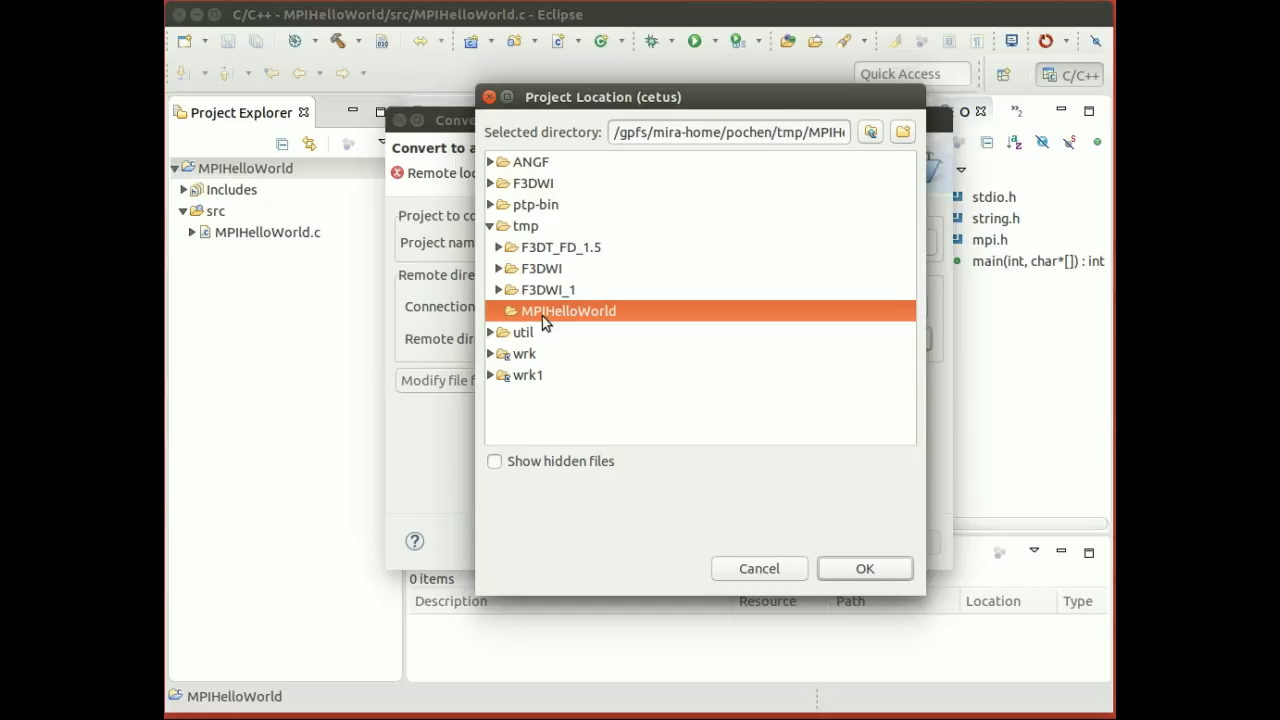 C/C++ - MPIHelloWorld/src/MPIHelloWorld.c - Eclipse
Quick Access
C/C++
Project Explorer
MPIHelloWorld
Includes
src
MPIHelloWorld.c
Conve
Convert to a
Remote loc
Project to co
Project nam
Remote dire
Connection
Remote dir
Modify file f
Project Location (cetus)
Selected directory: /gpfs/mira-home/pochen/tmp/MPIH
ANGF
F3DWI
ptp-bin
tmp
F3DT_FD_1.5
F3DWI
F3DWI_1
MPIHelloWorld
util
wrk
wrk1
Show hidden files
Cancel
OK
O
stdio.h
string.h
mpi.h
main(int, char*[]) : int
0 items
Description Resource Path Location Type
MPIHelloWorld